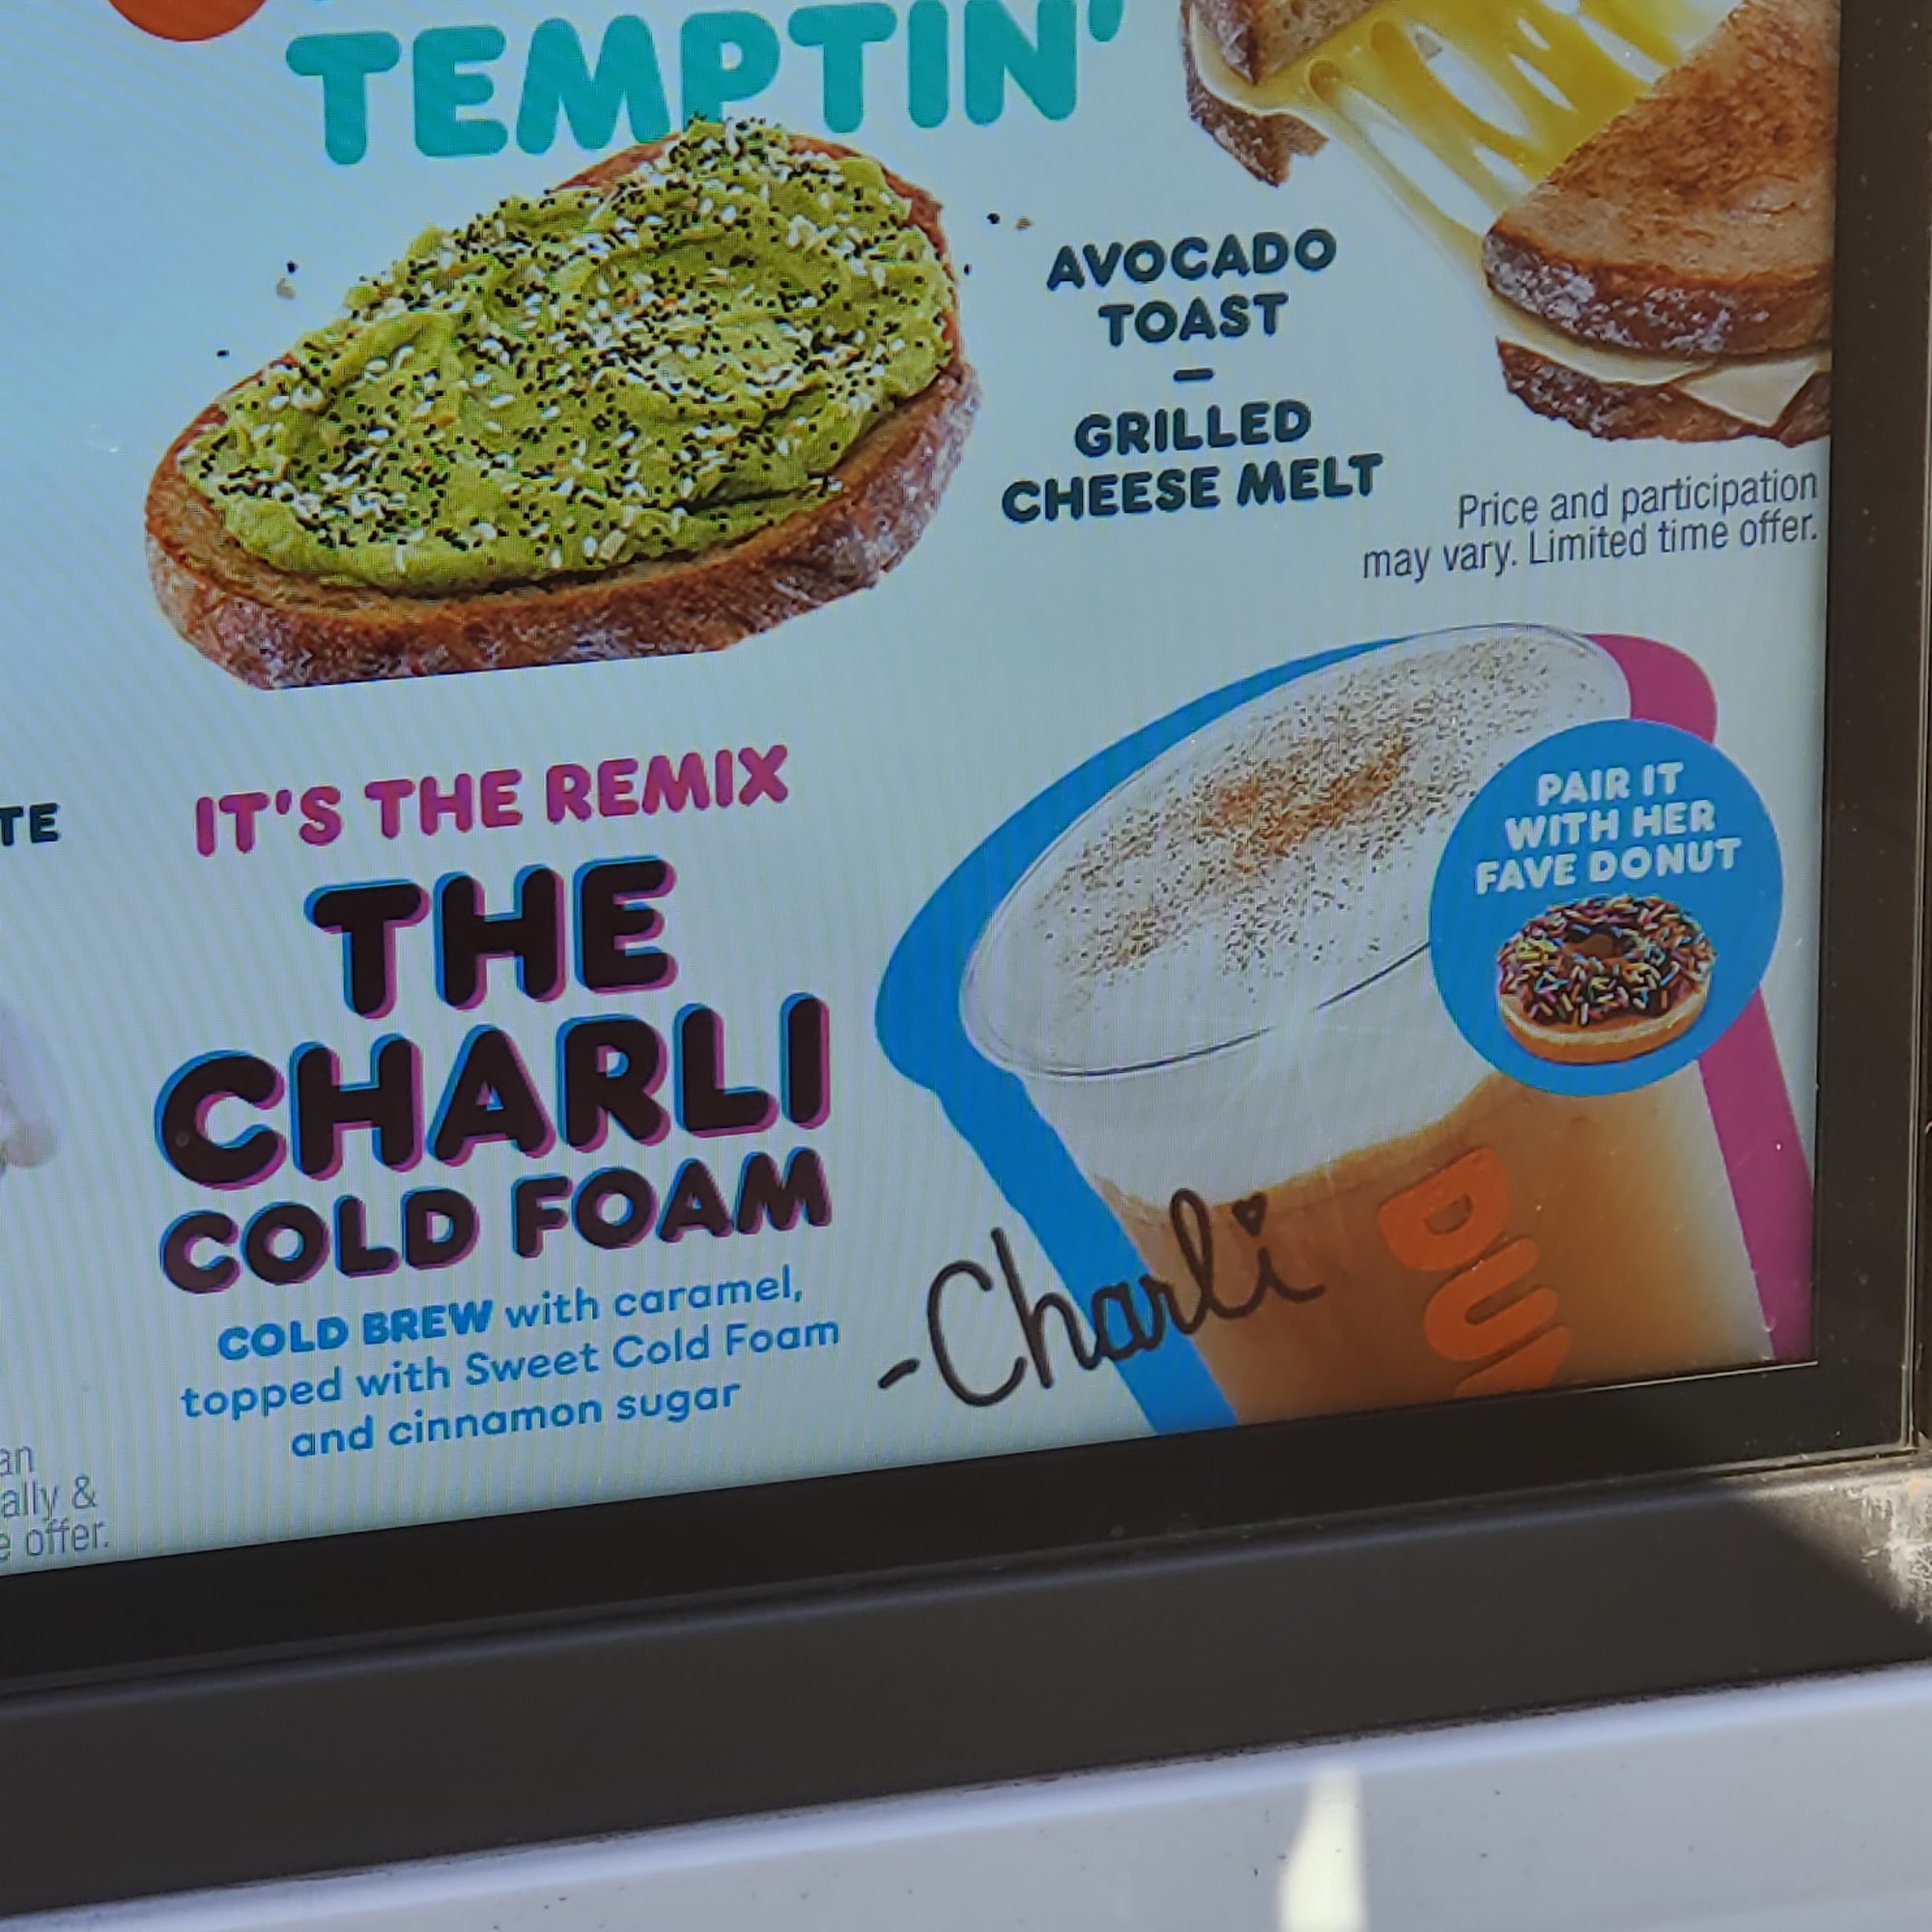 TEMPTIN'
AVOCADO
TOAST
–
GRILLED
CHEESE MELT
Price and participation
may vary. Limited time offer.
TE
IT'S THE REMIX
THE
CHARLI
COLD FOAM
COLD BREW with caramel,
topped with Sweet Cold Foam
and cinnamon sugar
PAIR IT
WITH HER
FAVE DONUT
-Charli
DUN
an
ally &
e offer.